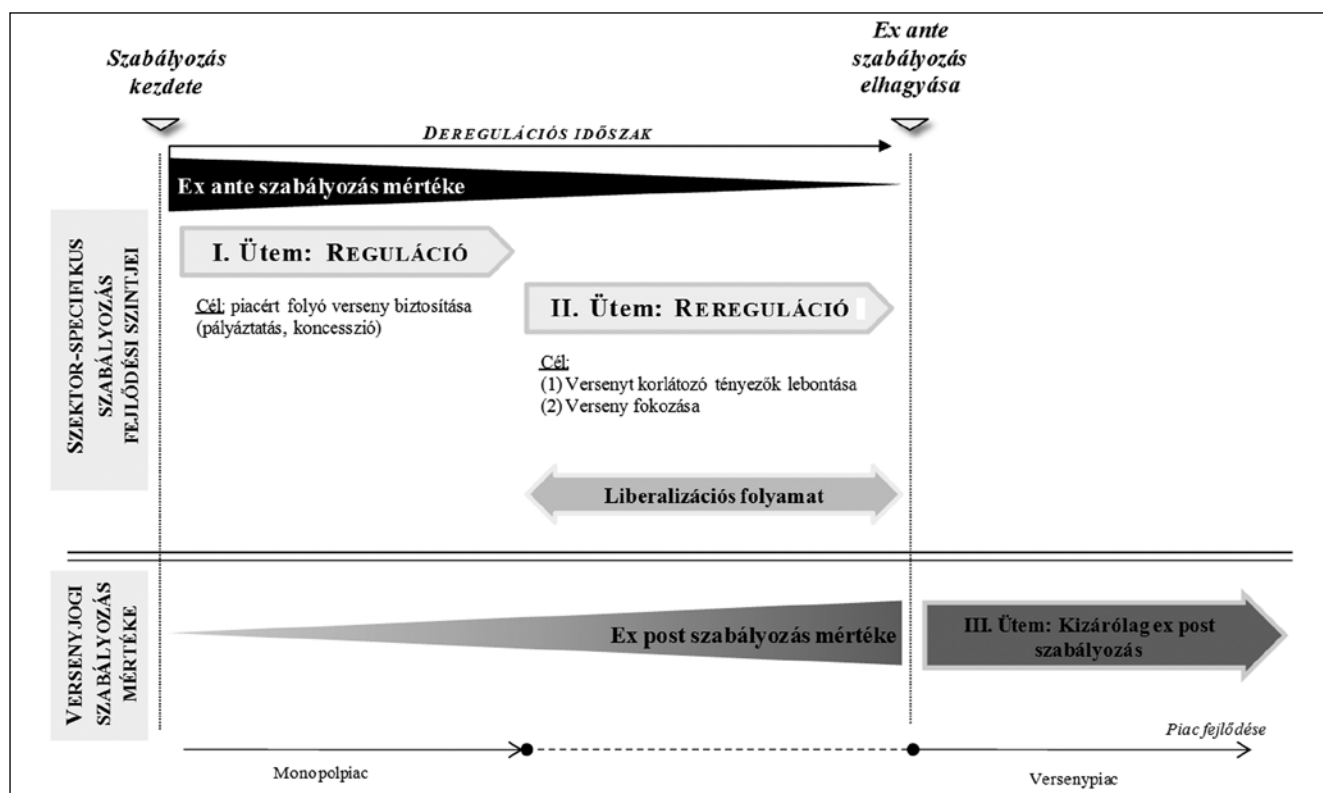 Szabályozás
kezdete
Ex ante
szabályozás
elhagyása
DEREGULÁCIÓS IDŐSZAK
Ex ante szabályozás mértéke
SZEKTOR-SPECIFIKUS
SZABÁLYOZÁS
FEJLŐDÉSI SZINTJEI
I. Ütem: REGULÁCIÓ
Cél: piacért folyó verseny biztosítása
(pályáztatás, koncesszió)
II. Ütem: REREGULÁCIÓ
Cél:
(1) Versenyt korlátozó tényezők lebontása
(2) Verseny fokozása
Liberalizációs folyamat
VERSENYJOGI
SZABÁLYOZÁS
MÉRTÉKE
Ex post szabályozás mértéke
III. Ütem: Kizárólag ex post
szabályozás
Piac fejlődése
Monopolpiac
Versenypiac